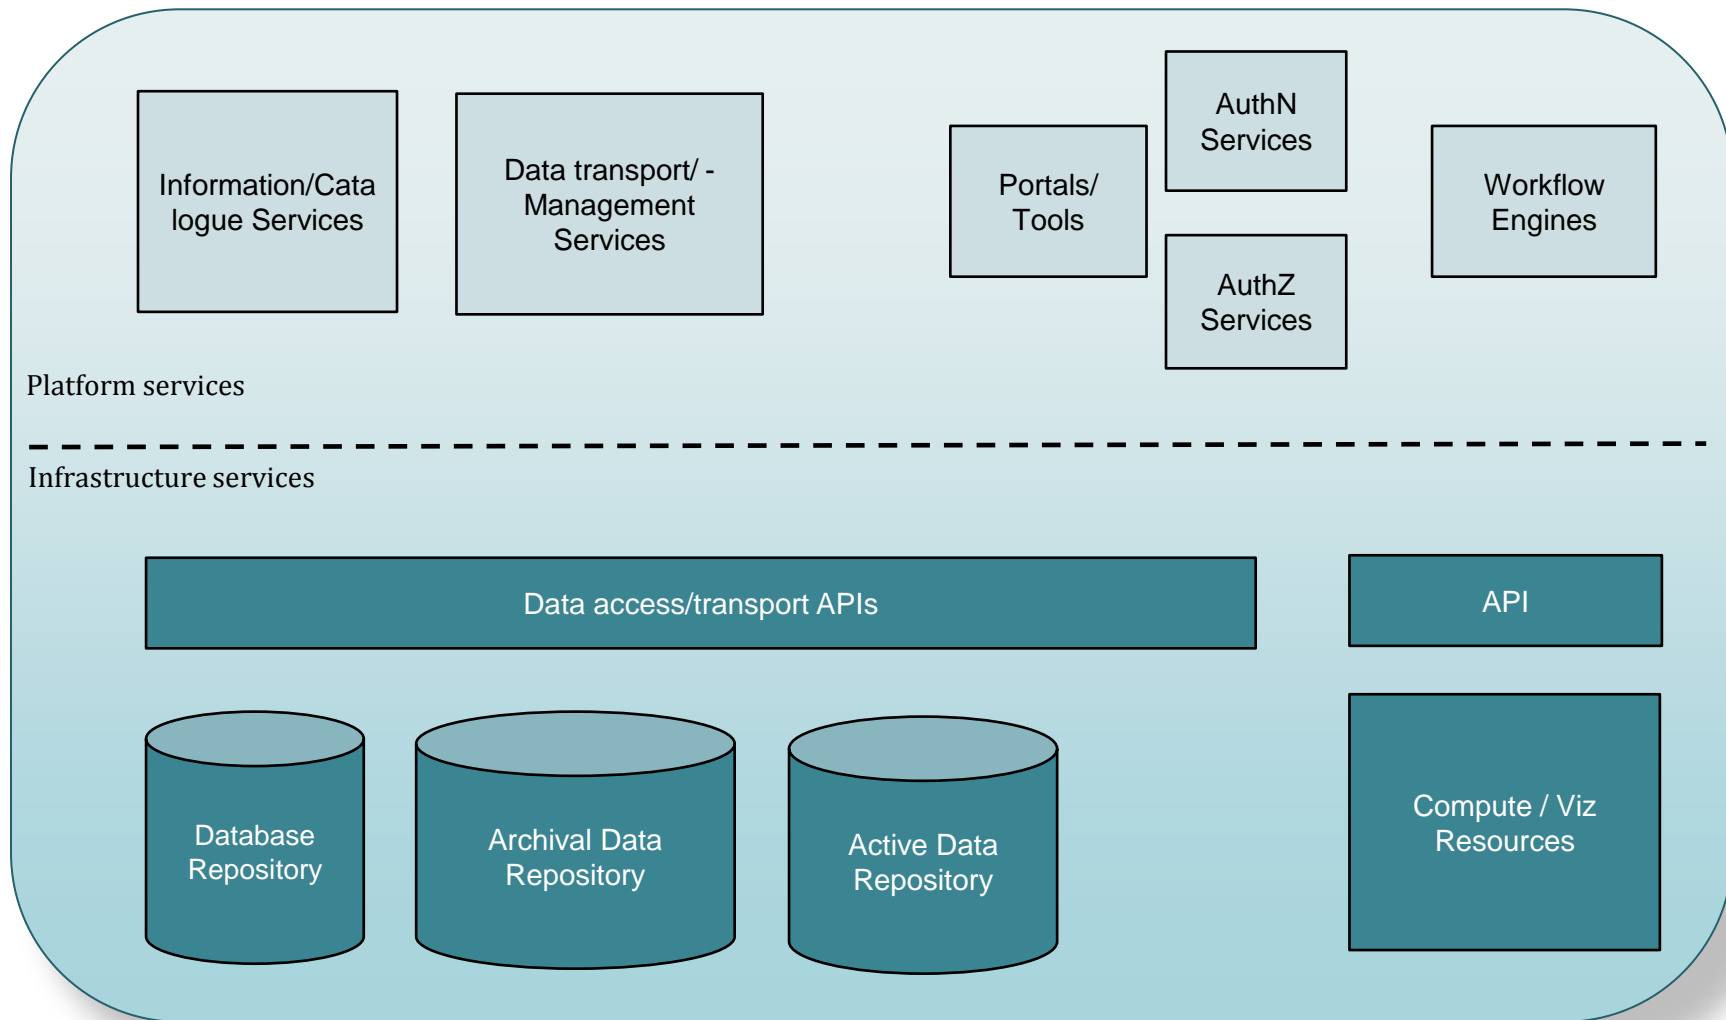 Information/Cata
logue Services
Data transport/ -
Management
Services
Portals/
Tools
AuthN
Services
AuthZ
Services
Workflow
Engines
Platform services
Infrastructure services
Data access/transport APIs
API
Database
Repository
Archival Data
Repository
Active Data
Repository
Compute / Viz
Resources